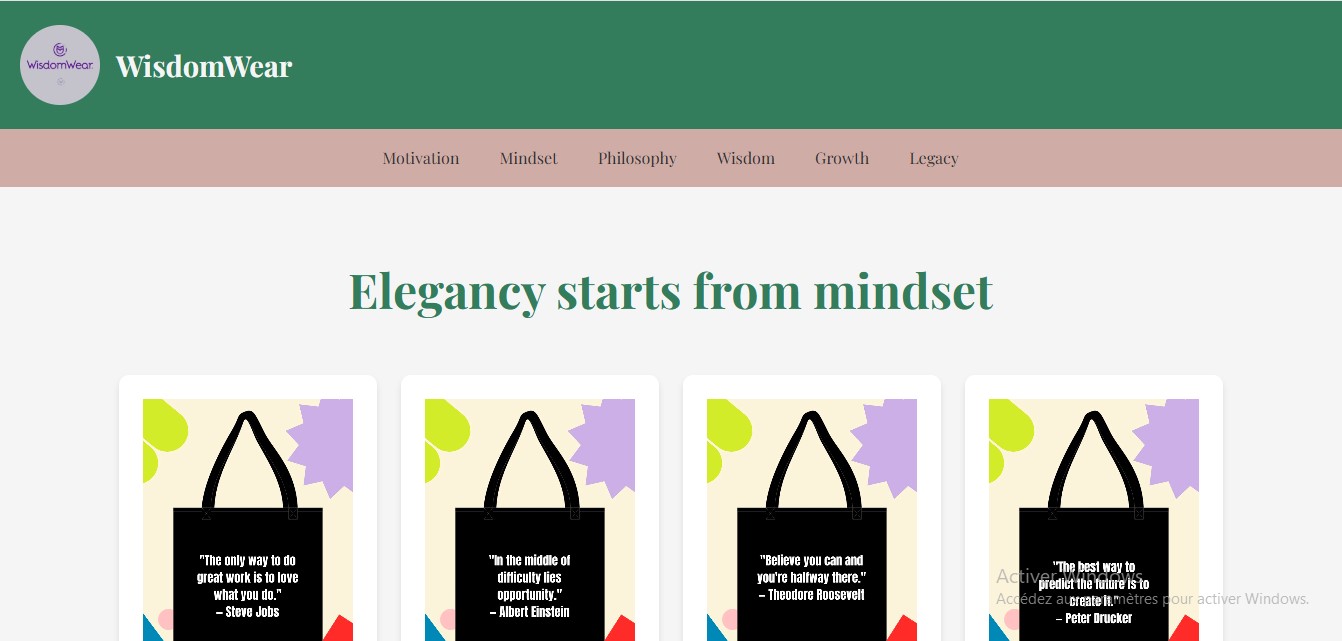 WisdomWear.
WisdomWear
Motivation Mindset Philosophy Wisdom Growth Legacy
Elegancy starts from mindset
"The only way to do
great work is to love
what you do."
– Steve Jobs
"In the middle of
difficulty lies
opportunity."
– Albert Einstein
"Believe you can and
you're halfway there."
– Theodore Roosevelt
"The best way to
predict the future is to
create it."
– Peter Drucker
Activer Windows
Accédez aux paramètres pour activer Windows.